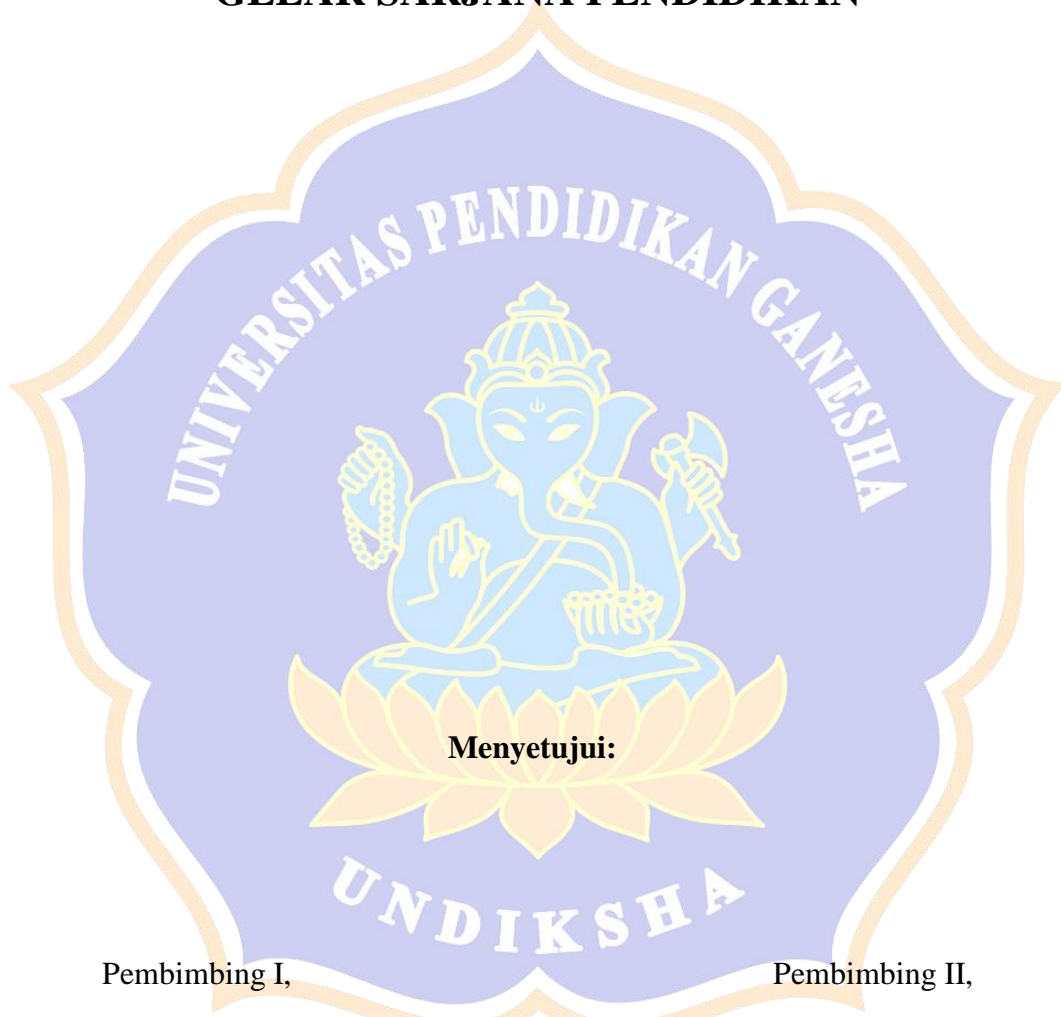 GELAR SARJANA PENDIDIKAN
UNIVERSITAS PENDIDIKAN GANESHA
Menyetujui:
UNDIKSHA
Pembimbing I, Pembimbing II,